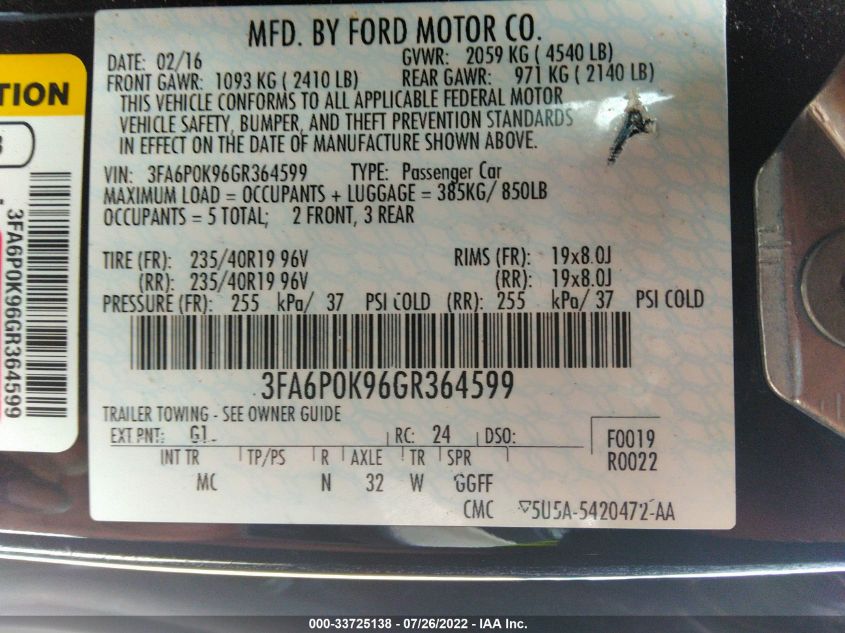 MFD. BY FORD MOTOR CO.
DATE: 02/16 GVWR: 2059 KG ( 4540 LB)
FRONT GAWR: 1093 KG ( 2410 LB) REAR GAWR: 971 KG ( 2140 LB)
THIS VEHICLE CONFORMS TO ALL APPLICABLE FEDERAL MOTOR
VEHICLE SAFETY, BUMPER, AND THEFT PREVENTION STANDARDS
IN EFFECT ON THE DATE OF MANUFACTURE SHOWN ABOVE.
VIN: 3FA6P0K96GR364599 TYPE: Passenger Car
MAXIMUM LOAD = OCCUPANTS + LUGGAGE = 385KG/ 850LB
OCCUPANTS = 5 TOTAL; 2 FRONT, 3 REAR
TIRE (FR): 235/40R19 96V RIMS (FR): 19x8.0J
(RR): 235/40R19 96V (RR): 19x8.0J
PRESSURE (FR): 255 kPa/ 37 PSI COLD (RR): 255 kPa/ 37 PSI COLD
3FA6P0K96GR364599
TRAILER TOWING - SEE OWNER GUIDE
EXT PNT: G1 RC: 24 DSO: F0019
INT TR TP/PS R AXLE TR SPR R0022
MC N 32 W GGFF
CMC 5U5A-5420472-AA
TION
3FA6P0K96GR364599
000-33725138 - 07/26/2022 - IAA Inc.